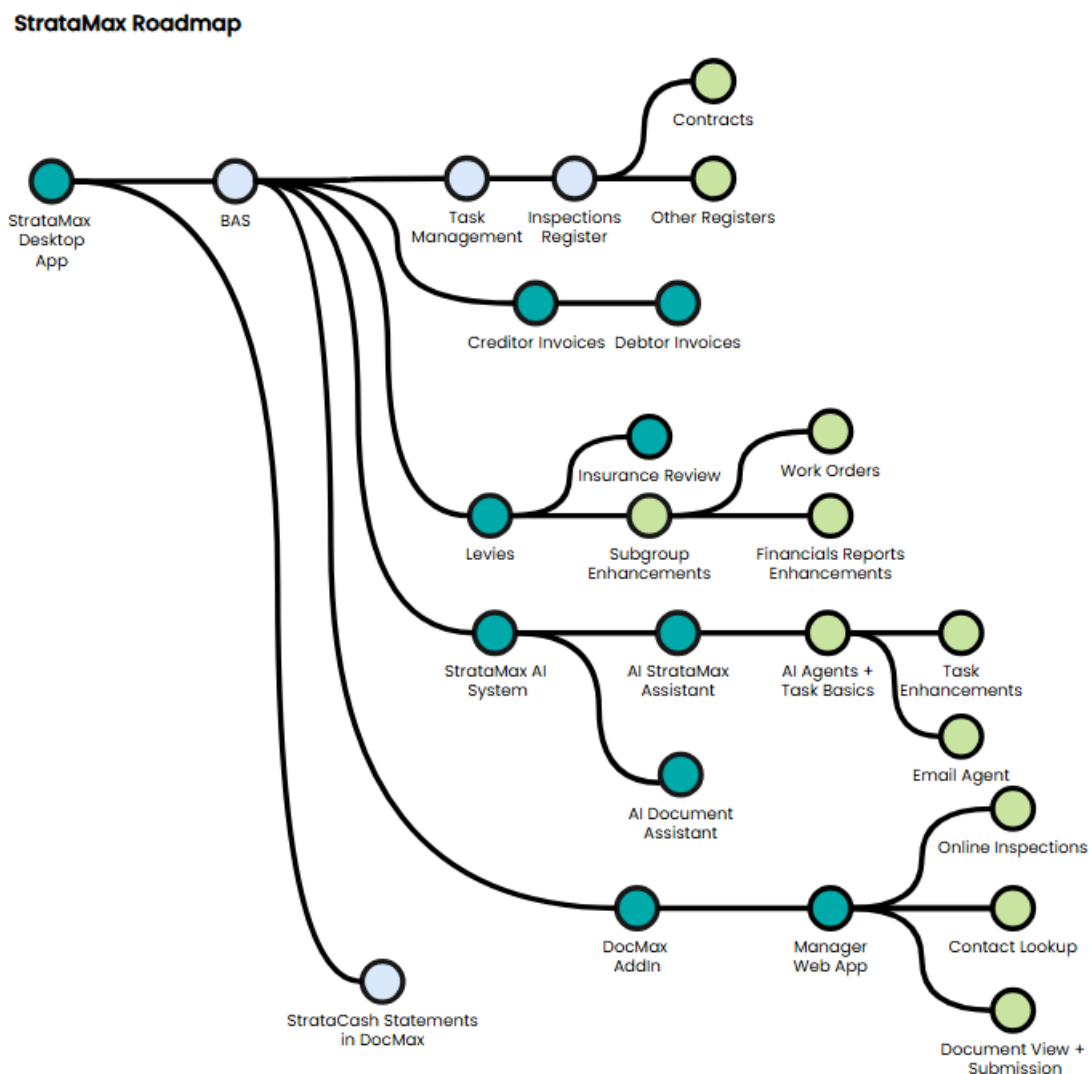 StrataMax Roadmap
Contracts
StrataMax
Desktop
App
BAS
Task
Management
Inspections
Register
Other Registers
Creditor Invoices
Debtor Invoices
Insurance Review
Work Orders
Levies
Subgroup
Enhancements
Financials Reports
Enhancements
StrataMax AI
System
AI StrataMax
Assistant
AI Agents +
Task Basics
Task
Enhancements
Email Agent
AI Document
Assistant
Online Inspections
DocMax
AddIn
Manager
Web App
Contact Lookup
StrataCash Statements
in DocMax
Document View +
Submission